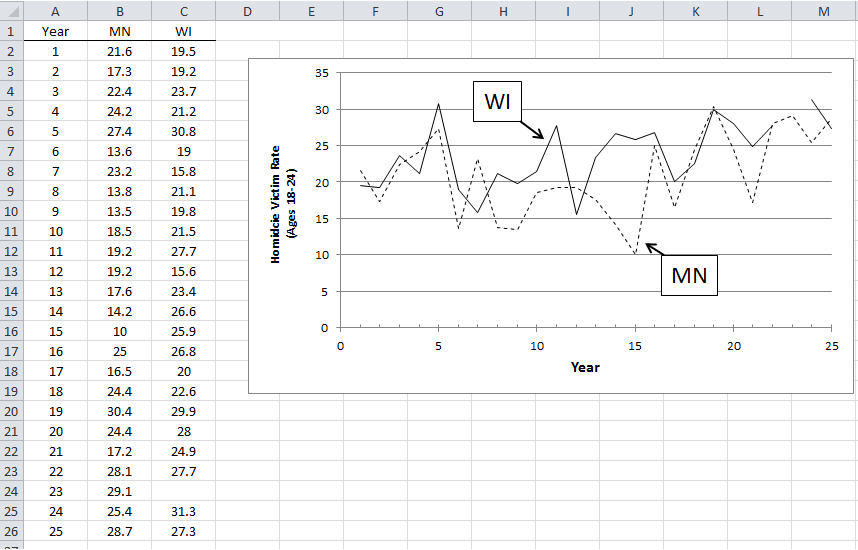 A B C D E F G H I J K L M
1 Year MN WI
2 1 21.6 19.5
3 2 17.3 19.2
4 3 22.4 23.7
5 4 24.2 21.2
6 5 27.4 30.8
7 6 13.6 19
8 7 23.2 15.8
9 8 13.8 21.1
10 9 13.5 19.8
11 10 18.5 21.5
12 11 19.2 27.7
13 12 19.2 15.6
14 13 17.6 23.4
15 14 14.2 26.6
16 15 10 25.9
17 16 25 26.8
18 17 16.5 20
19 18 24.4 22.6
20 19 30.4 29.9
21 20 24.4 28
22 21 17.2 24.9
23 22 28.1 27.7
24 23 29.1
25 24 25.4 31.3
26 25 28.7 27.3
Homidcie Victim Rate
(Ages 18-24)
35
30
25
20
15
10
5
0
WI
MN
0 5 10 15 20 25
Year